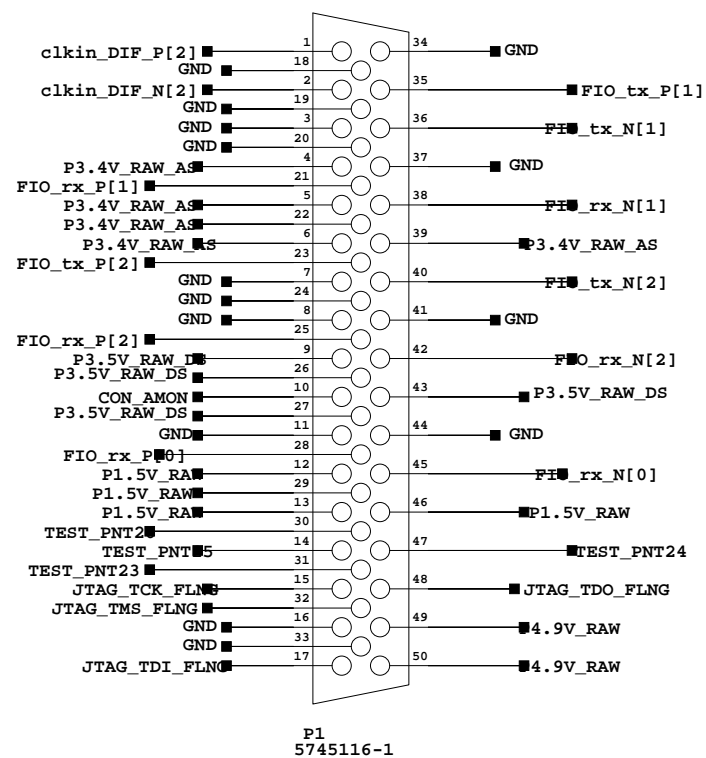 1 34
clkin_DIF_P[2] GND
18
GND
2 35
clkin_DIF_N[2] FIO_tx_P[1]
19
GND
3 36
GND FIO_tx_N[1]
20
GND
4 37
P3.4V_RAW_AS GND
21
FIO_rx_P[1]
5 38
P3.4V_RAW_AS FIO_rx_N[1]
22
P3.4V_RAW_AS
6 39
P3.4V_RAW_AS P3.4V_RAW_AS
23
FIO_tx_P[2]
7 40
GND FIO_tx_N[2]
24
GND
8 41
GND GND
25
FIO_rx_P[2]
9 42
P3.5V_RAW_DS FIO_rx_N[2]
26
P3.5V_RAW_DS
10 43
CON_AMON P3.5V_RAW_DS
27
P3.5V_RAW_DS
11 44
GND GND
28
FIO_rx_P[0]
12 45
P1.5V_RAW FIO_rx_N[0]
29
P1.5V_RAW
13 46
P1.5V_RAW P1.5V_RAW
30
14 47
TEST_PNT24
31
TEST_PNT23
15 48
JTAG_TCK_FLNG JTAG_TDO_FLNG
32
JTAG_TMS_FLNG
16 49
GND P4.9V_RAW
33
GND
17 50
JTAG_TDI_FLNG P4.9V_RAW
P1
5745116-1